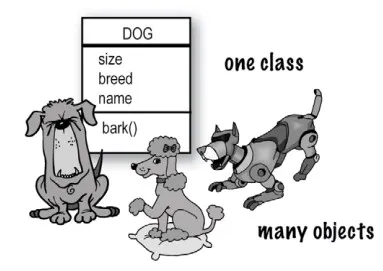 DOG
size
breed
name
bark()
one class
many objects